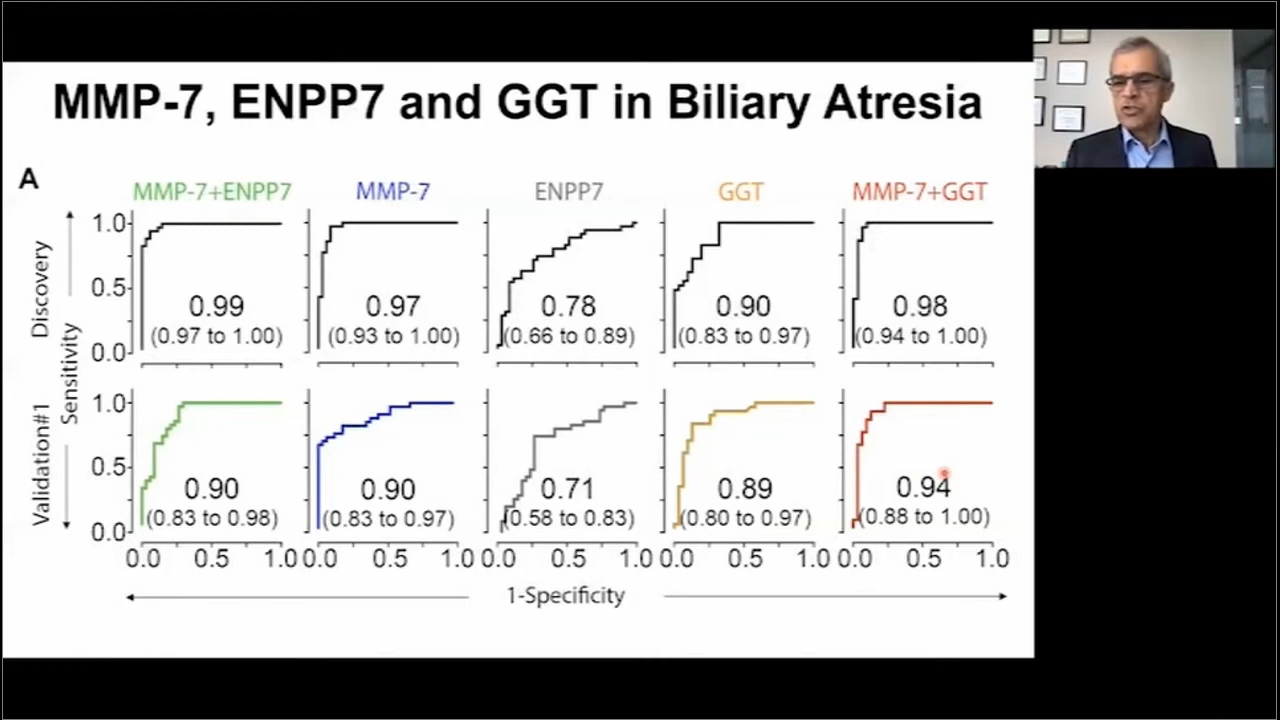 MMP-7, ENPP7 and GGT in Biliary Atresia
A
MMP-7+ENPP7 MMP-7 ENPP7 GGT MMP-7+GGT
Discovery
Validation#1
Sensitivity
1.0
0.5
0.0
0.99 0.97 0.78 0.90 0.98
(0.97 to 1.00) (0.93 to 1.00) (0.66 to 0.89) (0.83 to 0.97) (0.94 to 1.00)
1.0
0.5
0.0
0.90 0.90 0.71 0.89 0.94
(0.83 to 0.98) (0.83 to 0.97) (0.58 to 0.83) (0.80 to 0.97) (0.88 to 1.00)
0.0 0.5 1.0 0.0 0.5 1.0 0.0 0.5 1.0 0.0 0.5 1.0 0.0 0.5 1.0
1-Specificity